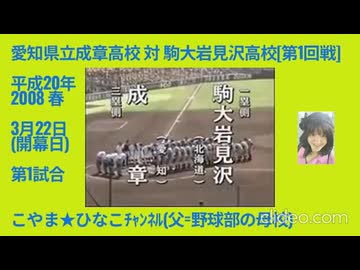 愛知県立成章高校 対 駒大岩見沢高校[第1回戦]
平成20年
2008 春
3月22日
(開幕日)
第1試合
一塁側
駒大岩見沢
(北海道)
三塁側
成章
(愛知)
こやま★ひなこﾁｬﾝﾈﾙ(父=野球部の母校)
clideo.com